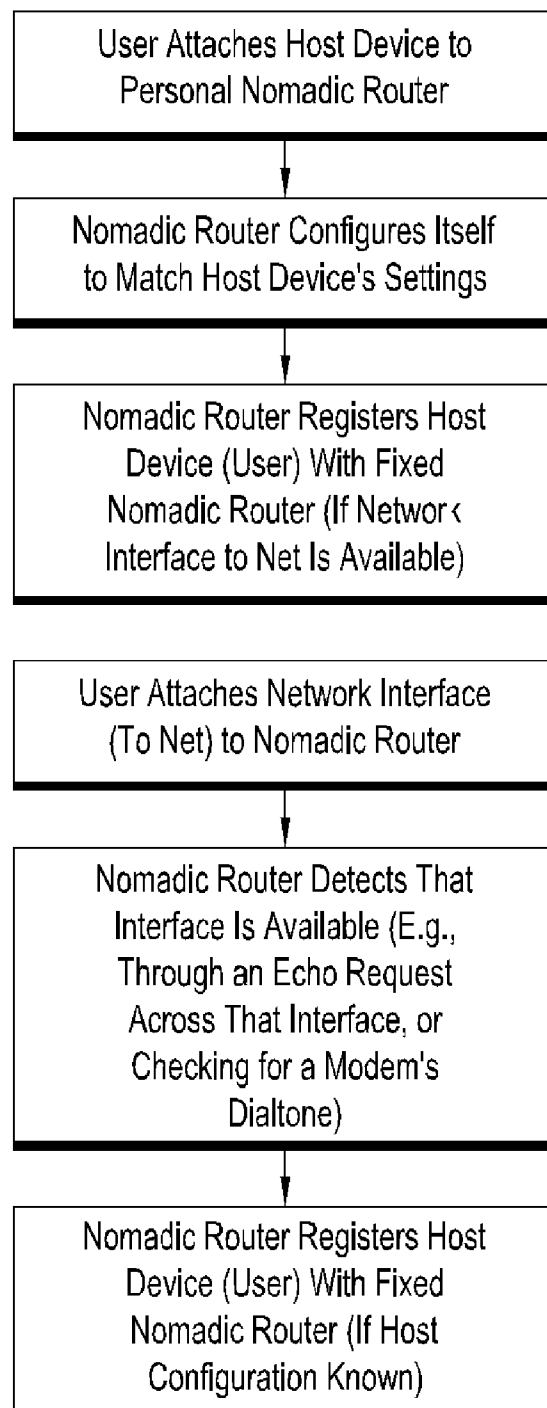 User Attaches Host Device to
Personal Nomadic Router
Nomadic Router Configures Itself
to Match Host Device's Settings
Nomadic Router Registers Host
Device (User) With Fixed
Nomadic Router (If Network
Interface to Net Is Available)
User Attaches Network Interface
(To Net) to Nomadic Router
Nomadic Router Detects That
Interface Is Available (E.g.,
Through an Echo Request
Across That Interface, or
Checking for a Modem's
Dialtone)
Nomadic Router Registers Host
Device (User) With Fixed
Nomadic Router (If Host
Configuration Known)